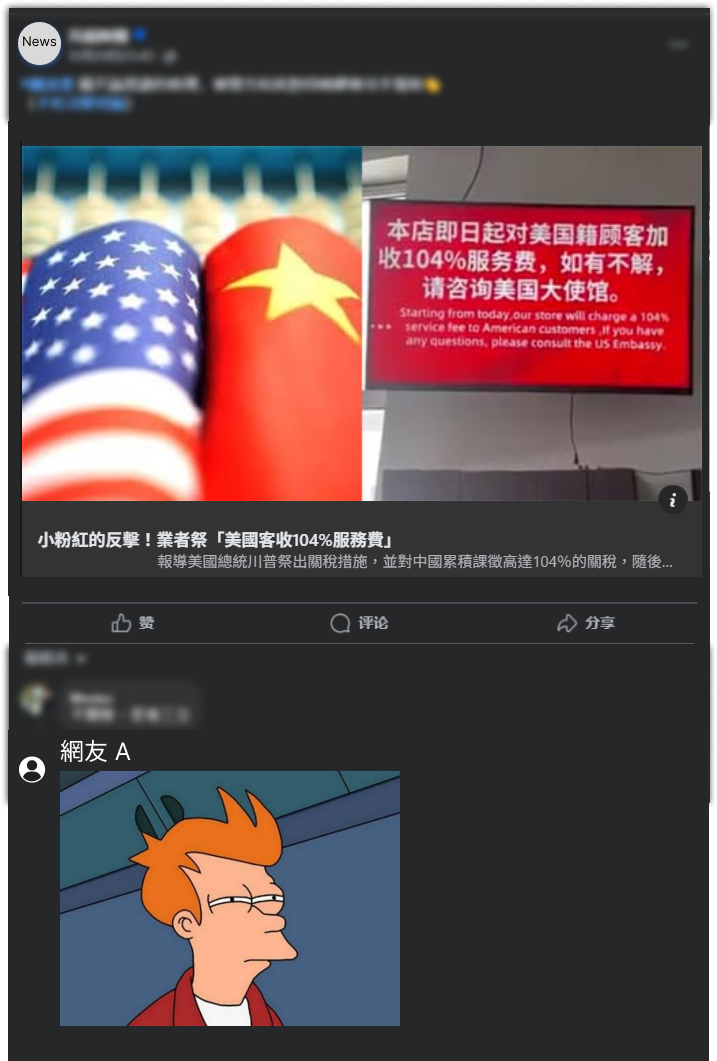 News
本店即日起对美国籍顾客加
收104%服务费，如有不解，
请咨询美国大使馆。
Starting from today,our store will charge a 104%
service fee to American customers ,If you have
any questions, please consult the US Embassy.
小粉紅的反擊！業者祭「美國客收104%服務費」
報導美國總統川普祭出關稅措施，並對中國累積課徵高達104%的關稅，隨後...
赞
评论
分享
網友 A